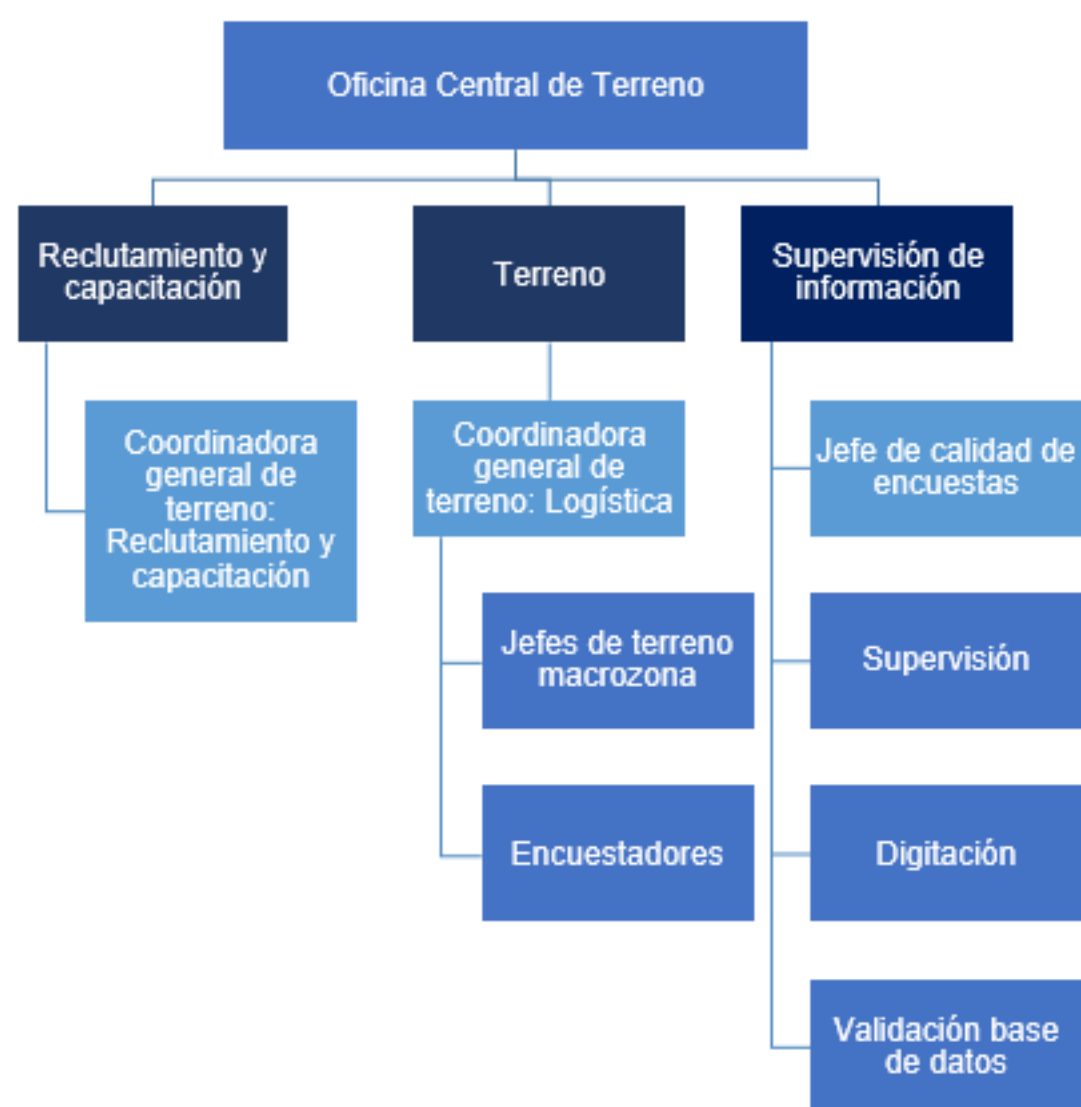 Oficina Central de Terreno
Reclutamiento y
capacitación
Terreno
Supervisión de
información
Coordinadora
general de
terreno:
Reclutamiento y
capacitación
Coordinadora
general de
terreno: Logística
Jefe de calidad de
encuestas
Jefes de terreno
macrozona
Supervisión
Encuestadores
Digitación
Validación base
de datos